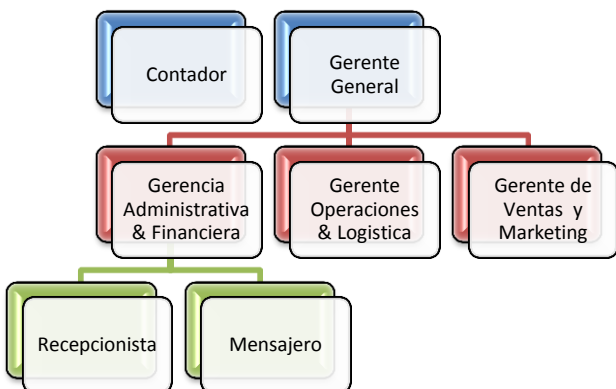 Contador
Gerente
General
Gerencia
Administrativa
& Financiera
Gerente
Operaciones
& Logistica
Gerente de
Ventas y
Marketing
Recepcionista
Mensajero